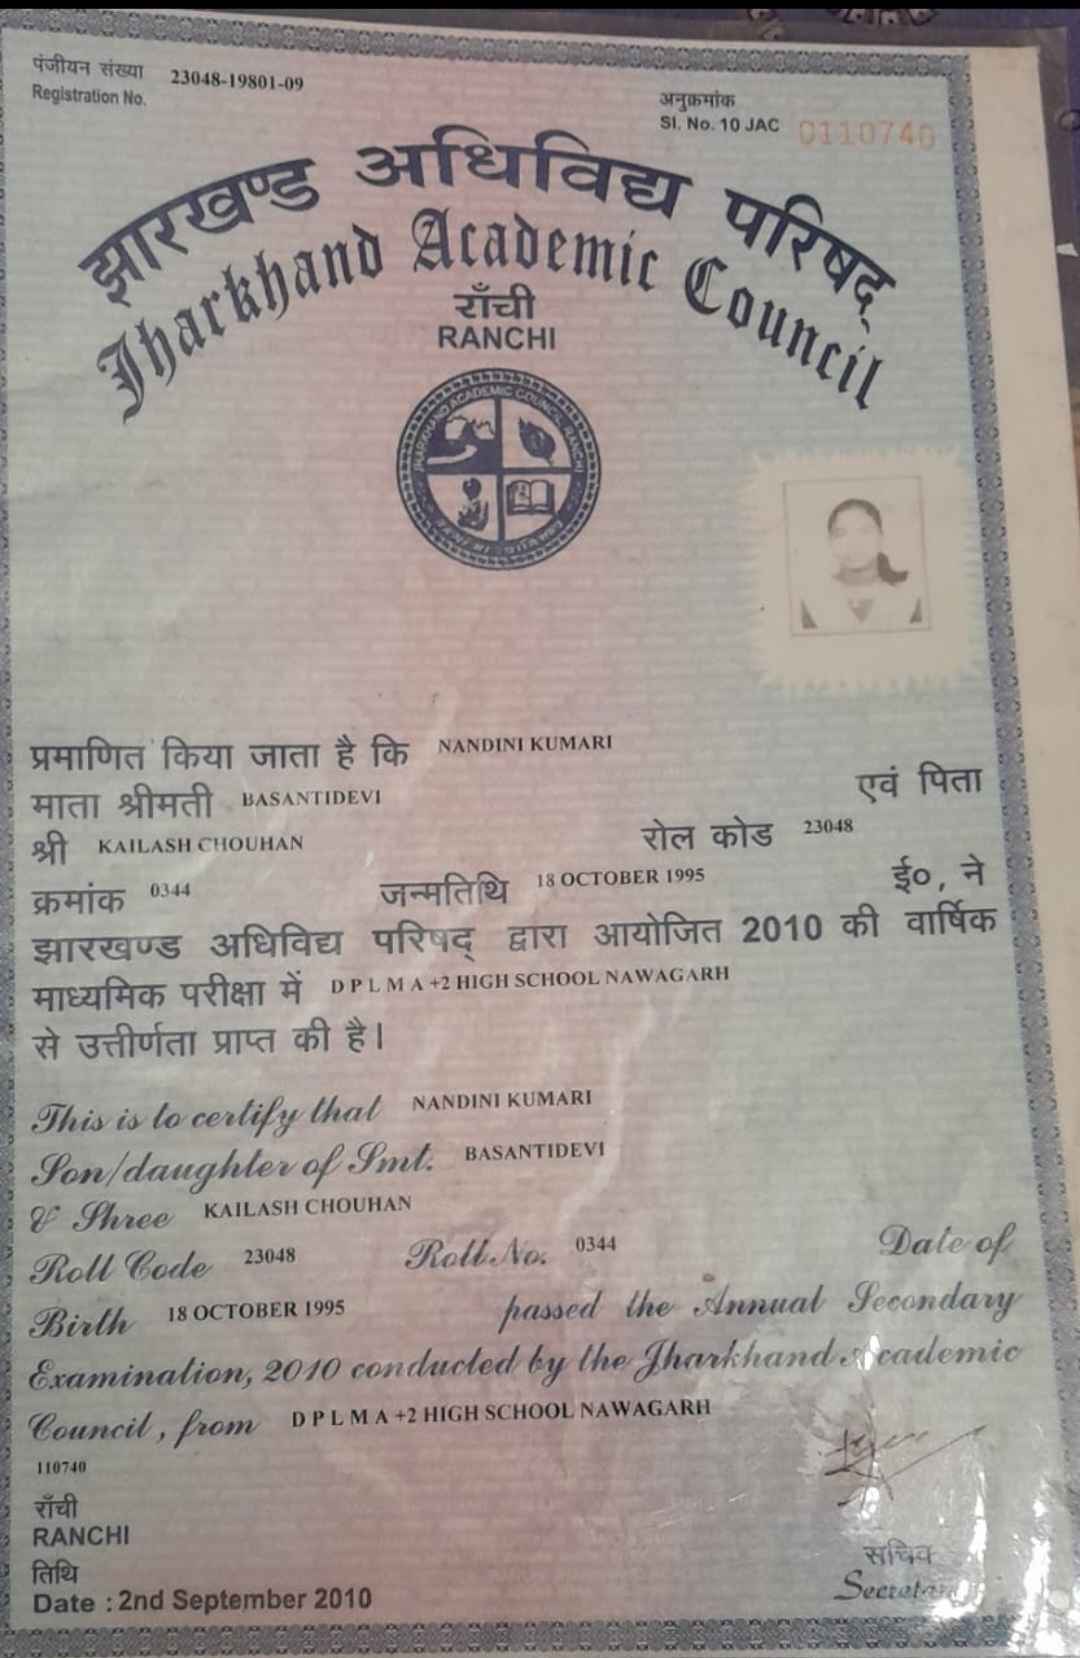 पंजीयन संख्या 23048-19801-09
Registration No.
अनुक्रमांक
Sl. No. 10 JAC 0110740
झारखण्ड अधिविद्य परिषद्
Jharkhand Academic Council
राँची
RANCHI
JHARKHAND ACADEMIC COUNCIL, RANCHI
प्रमाणित किया जाता है कि NANDINI KUMARI
माता श्रीमती BASANTIDEVI एवं पिता
श्री KAILASH CHOUHAN रोल कोड 23048
क्रमांक 0344 जन्मतिथि 18 OCTOBER 1995 ई०, ने
झारखण्ड अधिविद्य परिषद् द्वारा आयोजित 2010 की वार्षिक
माध्यमिक परीक्षा में D P L M A +2 HIGH SCHOOL NAWAGARH
से उत्तीर्णता प्राप्त की है।
This is to certify that NANDINI KUMARI
Son/daughter of Smt. BASANTIDEVI
& Shree KAILASH CHOUHAN
Roll Code 23048 Roll No. 0344 Date of
Birth 18 OCTOBER 1995 passed the Annual Secondary
Examination, 2010 conducted by the Jharkhand Academic
Council, from D P L M A +2 HIGH SCHOOL NAWAGARH
110740
राँची
RANCHI
तिथि
Date : 2nd September 2010
सचिव
Secretary